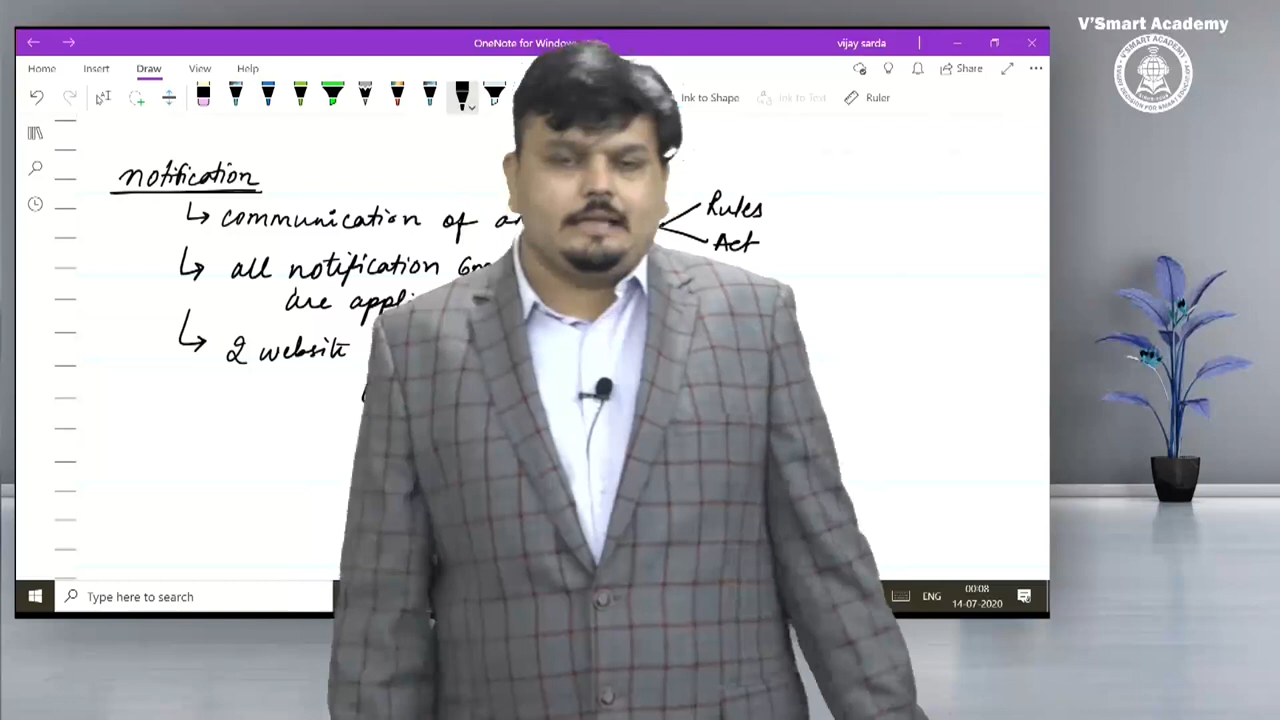 V'Smart Academy
OneNote for Windows
vijay sarda
Home Insert Draw View Help
Share
Ink to Shape Ink to Text Ruler
notification
communication of
Rules
Act
all notification
are
2 website
Type here to search
ENG
00:08
14-07-2020